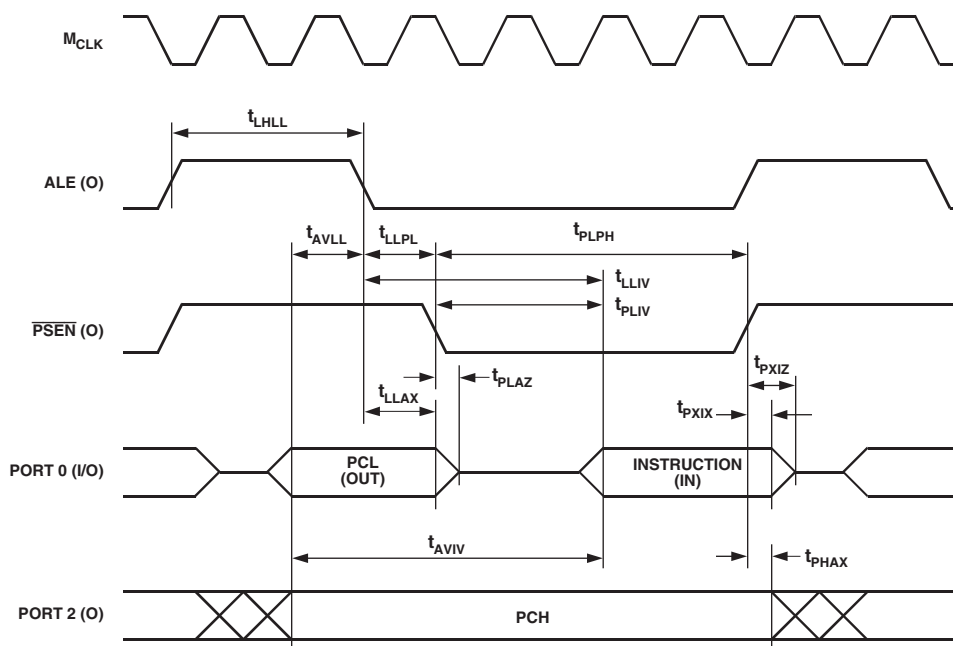 MCLK
tLHLL
ALE (O)
tAVLL
tLLPL
tPLPH
tLLIV
PSEN (O)
tPLIV
tPLAZ
tPXIZ
tLLAX
tPXIX
PORT 0 (I/O)
PCL
(OUT)
INSTRUCTION
(IN)
tAVIV
tPHAX
PORT 2 (O)
PCH